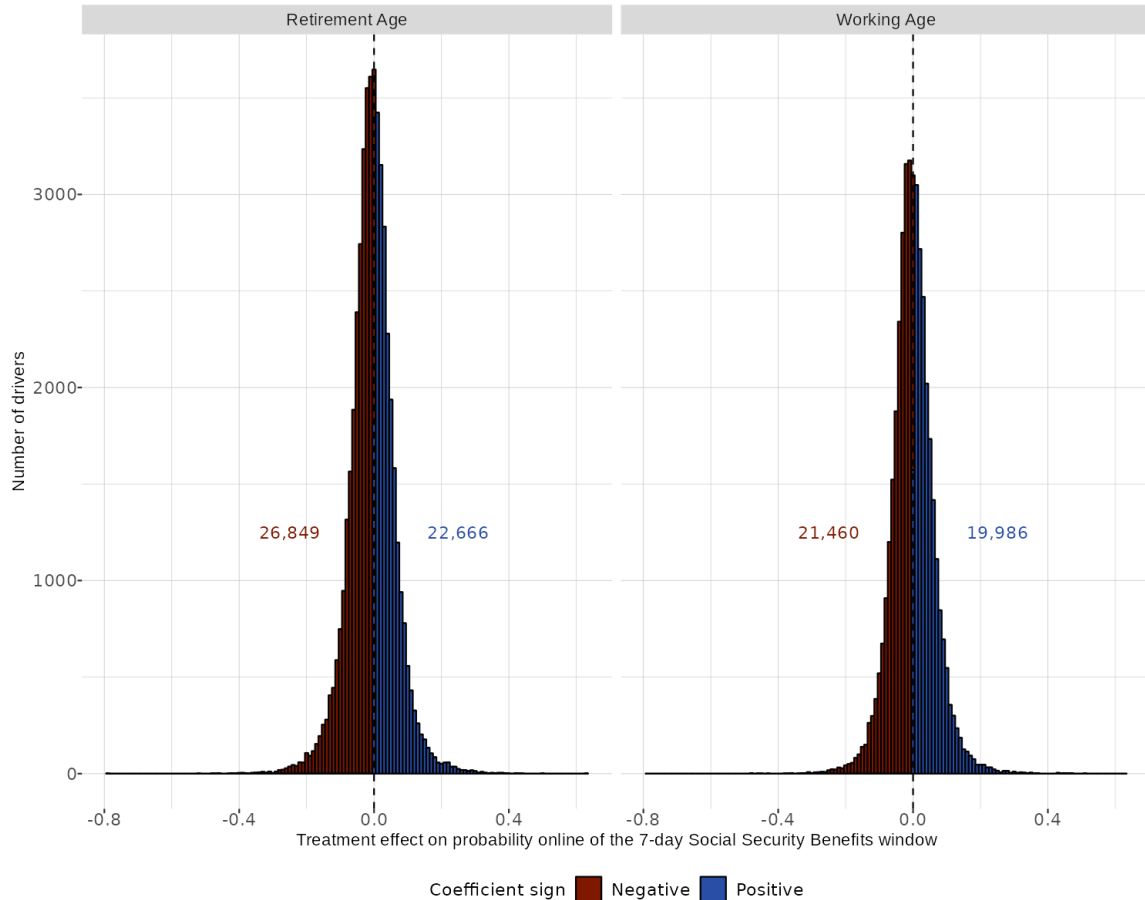 Retirement Age
Working Age
Number of drivers
3000
2000
1000
0
26,849
22,666
21,460
19,986
-0.8
-0.4
0.0
0.4
-0.8
-0.4
0.0
0.4
Treatment effect on probability online of the 7-day Social Security Benefits window
Coefficient sign
Negative
Positive